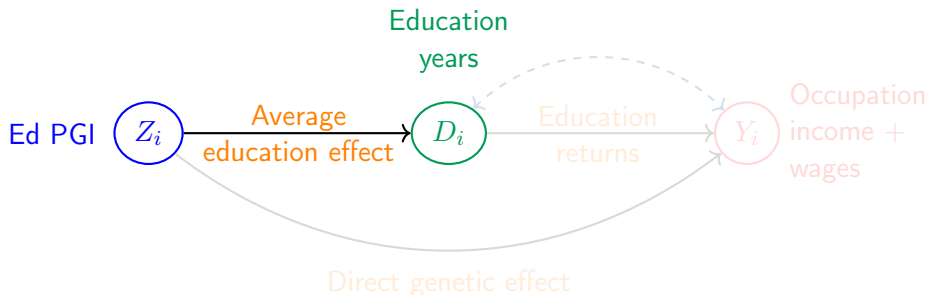 Education
years
Ed PGI
Z_i
Average
education effect
D_i
Education
returns
Y_i
Occupation
income +
wages
Direct genetic effect